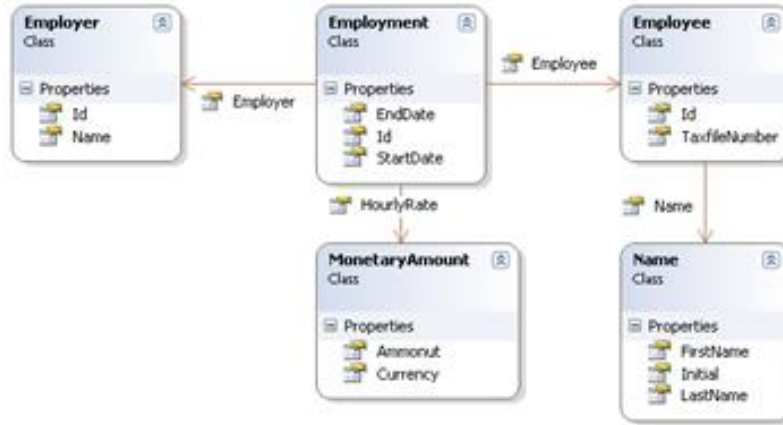 Employer
Class
Properties
Id
Name
Employer
Employment
Class
Properties
EndDate
Id
StartDate
Employee
HourlyRate
Employee
Class
Properties
Id
TaxfileNumber
Name
MonetaryAmount
Class
Properties
Ammonut
Currency
Name
Class
Properties
FirstName
Initial
LastName